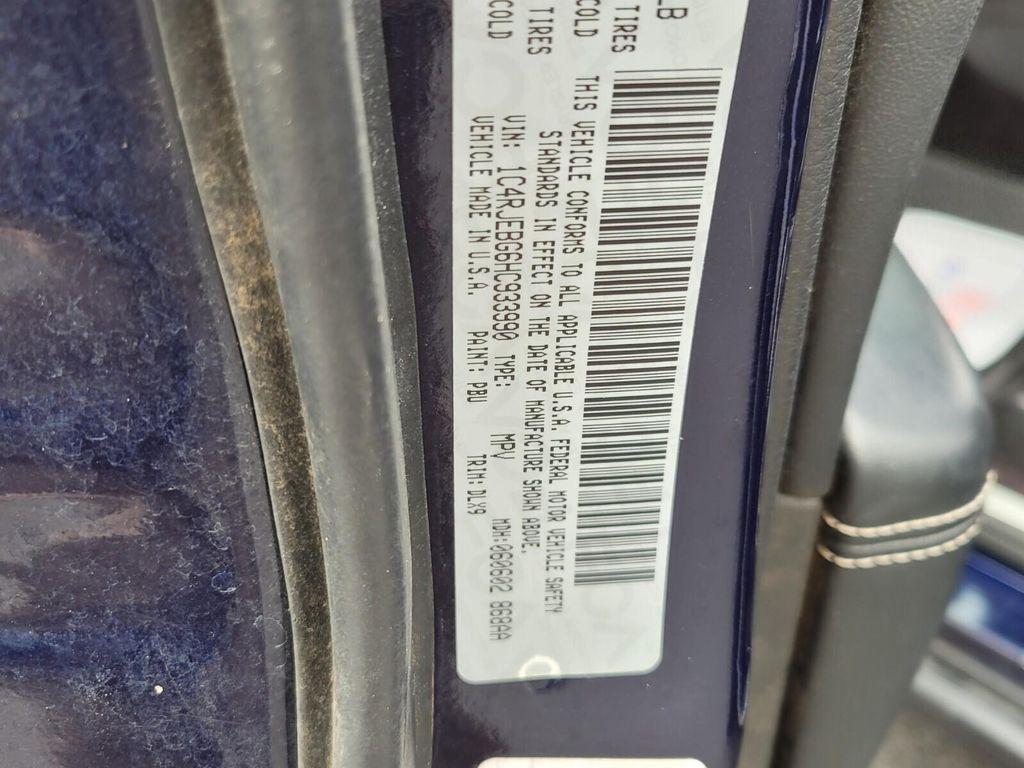 LB
TIRES
COLD
TIRES
COLD
THIS VEHICLE CONFORMS TO ALL APPLICABLE U.S.A. FEDERAL MOTOR VEHICLE SAFETY
STANDARDS IN EFFECT ON THE DATE OF MANUFACTURE SHOWN ABOVE.
VIN: 1C4RJEBG6HC933990 TYPE: MPV MDH:060602 868AA
VEHICLE MADE IN U.S.A. PAINT: PBU TRIM: DLX9